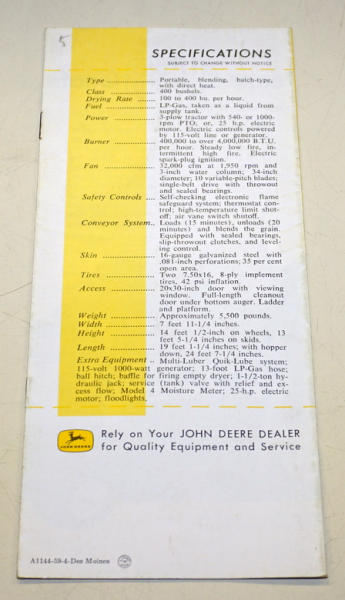 5
SPECIFICATIONS
SUBJECT TO CHANGE WITHOUT NOTICE
Type .................... Portable, blending, batch-type,
with direct heat.
Class .................... 400 bushels.
Drying Rate ........ 100 to 400 bu. per hour.
Fuel .................... LP-Gas, taken as a liquid from
supply tank.
Power .................... 3-plow tractor with 540- or 1000-
rpm PTO; or, 25 h.p. electric
motor. Electric controls powered
by 115-volt line or generator.
Burner .................... 400,000 to over 4,000,000 B.T.U.
per hour. Steady low fire, in-
termittent high fire. Electric
spark-plug ignition.
Fan .................... 32,000 cfm at 1,950 rpm and
3-inch water column; 34-inch
diameter; 10 variable-pitch blades;
single-belt drive with throwout
and sealed bearings.
Safety Controls .... Self-checking electronic flame
safeguard system; thermostat con-
trol; high-temperature limit shut-
off; air vane switch shutoff.
Conveyor System.. Loads (15 minutes), unloads (20
minutes) and blends the grain.
Equipped with sealed bearings,
slip-throwout clutches, and level-
ing control.
Skin .................... 16-gauge galvanized steel with
.081-inch perforations; 35 per cent
open area.
Tires .................... Two 7.50x16, 8-ply implement
tires, 42 psi inflation.
Access .................... 20x30-inch door with viewing
window. Full-length cleanout
door under bottom auger. Ladder
and platform.
Weight .................... Approximately 5,500 pounds.
Width .................... 7 feet 11-1/4 inches.
Height .................... 14 feet 1/2-inch on wheels, 13
feet 5-1/4 inches on skids.
Length .................... 19 feet 1-1/4 inches; with hopper
down, 24 feet 7-1/4 inches.
Extra Equipment .. Multi-Luber Quik-Lube system;
115-volt 1000-watt generator; 13-foot LP-Gas hose;
ball hitch; baffle for firing empty dryer; 1-1/2-ton hy-
draulic jack; service (tank) valve with relief and ex-
cess flow; Model 4 Moisture Meter; 25-h.p. electric
motor; floodlights.
JOHN DEERE
Rely on Your JOHN DEERE DEALER
for Quality Equipment and Service
A1144-59-4-Des Moines